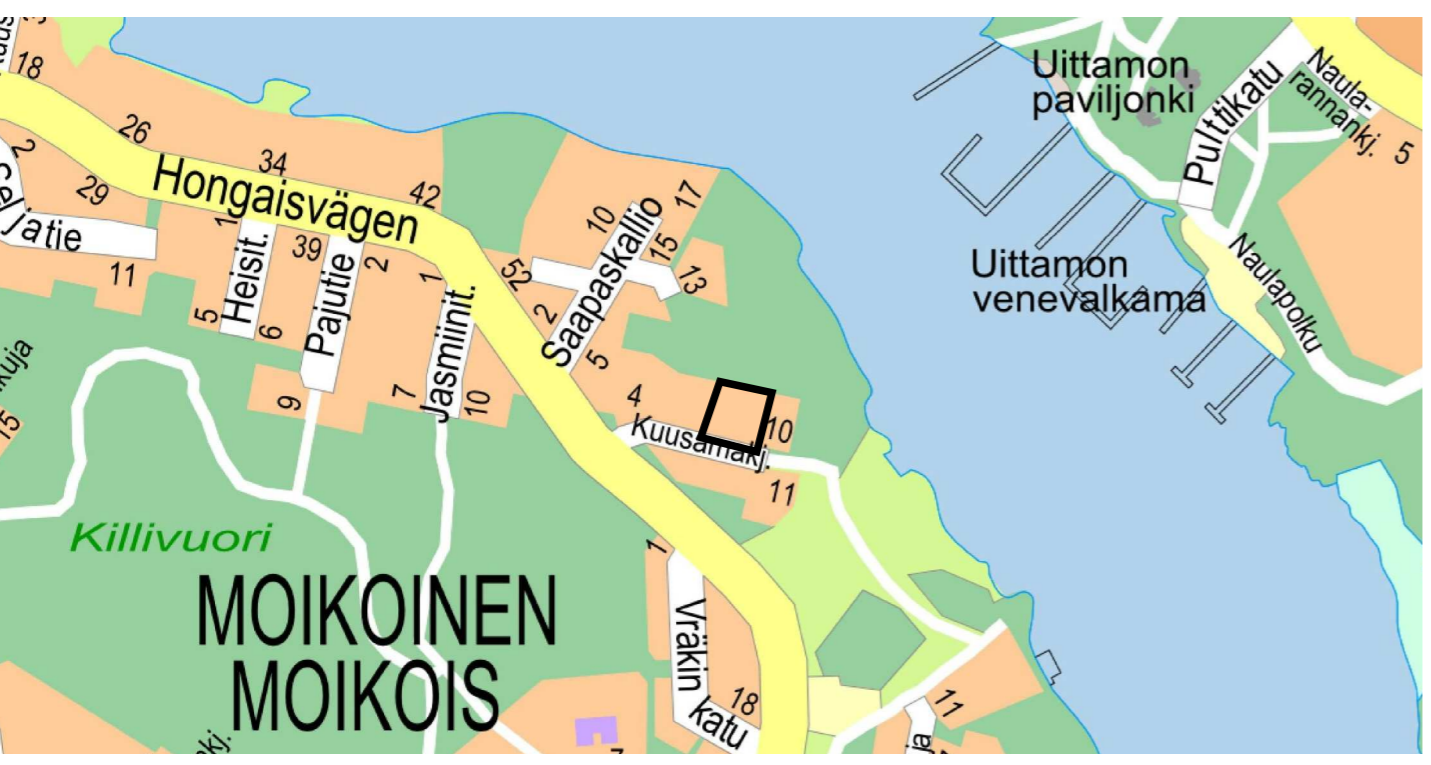 18
26
2
29
34
42
Hongaisvägen
11
1
39
2
1
Heisit.
Pajutie
Jasmiinit.
5
6
9
7
10
52
2
Saapaskallio
10
17
15
13
5
4
Kuusamakj.
10
11
Uittamon
paviljonki
Pulttikatu
Naula-
rannankj.
5
Uittamon
venevalkama
Naulapolku
15
Killivuori
MOIKOINEN
MOIKOIS
1
Vräkin
katu
18
11